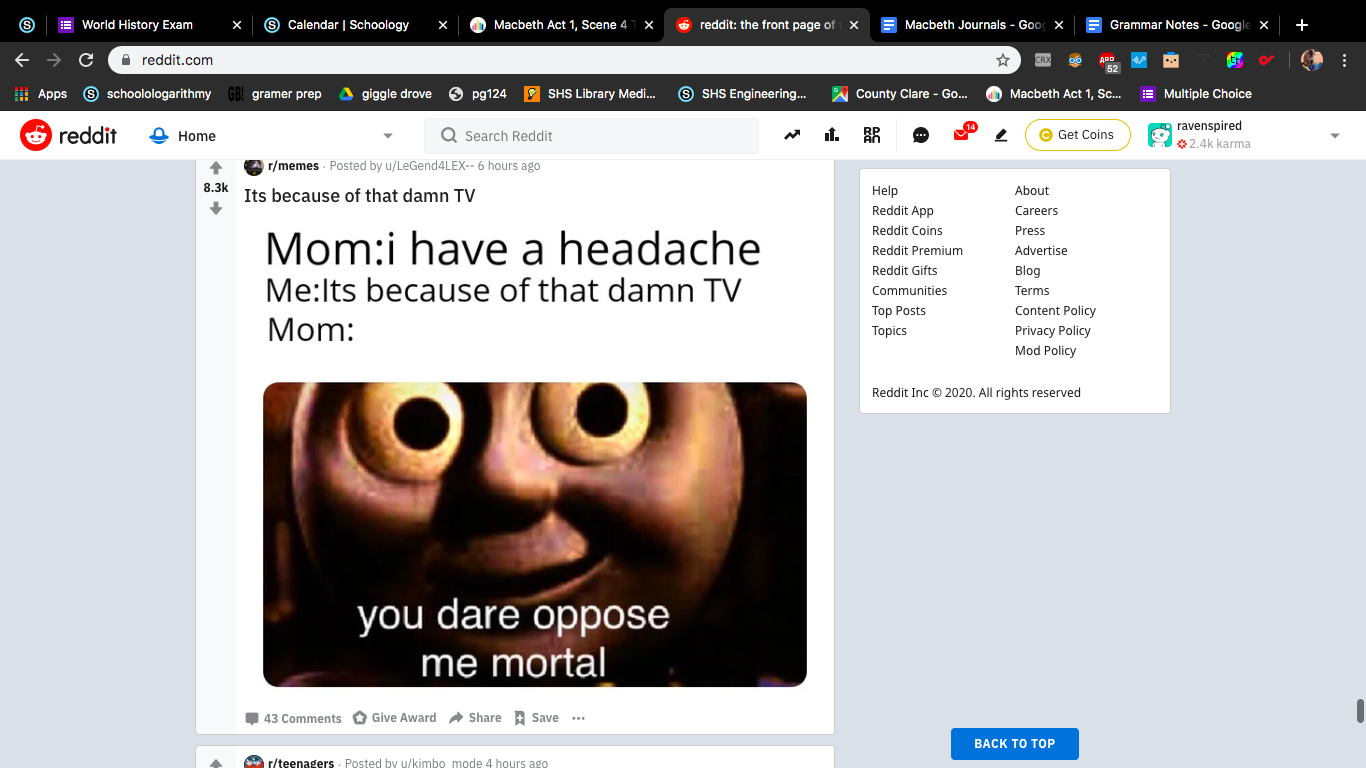 World History Exam
Calendar | Schoology
Macbeth Act 1, Scene 4
reddit: the front page of
Macbeth Journals - Goo
Grammar Notes - Google
reddit.com
CRX
ABP
52
Apps
schoolologarithmy
GB!
gramer prep
giggle drove
pg124
SHS Library Medi...
SHS Engineering...
County Clare - Go...
Macbeth Act 1, Sc...
Multiple Choice
reddit
Home
Search Reddit
14
Get Coins
ravenspired
2.4k karma
r/memes · Posted by u/LeGend4LEX-- 6 hours ago
8.3k
Its because of that damn TV
Mom:i have a headache
Me:Its because of that damn TV
Mom:
you dare oppose
me mortal
43 Comments
Give Award
Share
Save
r/teenagers · Posted by u/kimbo_mode 4 hours ago
Help
About
Reddit App
Careers
Reddit Coins
Press
Reddit Premium
Advertise
Reddit Gifts
Blog
Communities
Terms
Top Posts
Content Policy
Topics
Privacy Policy
Mod Policy
Reddit Inc © 2020. All rights reserved
BACK TO TOP